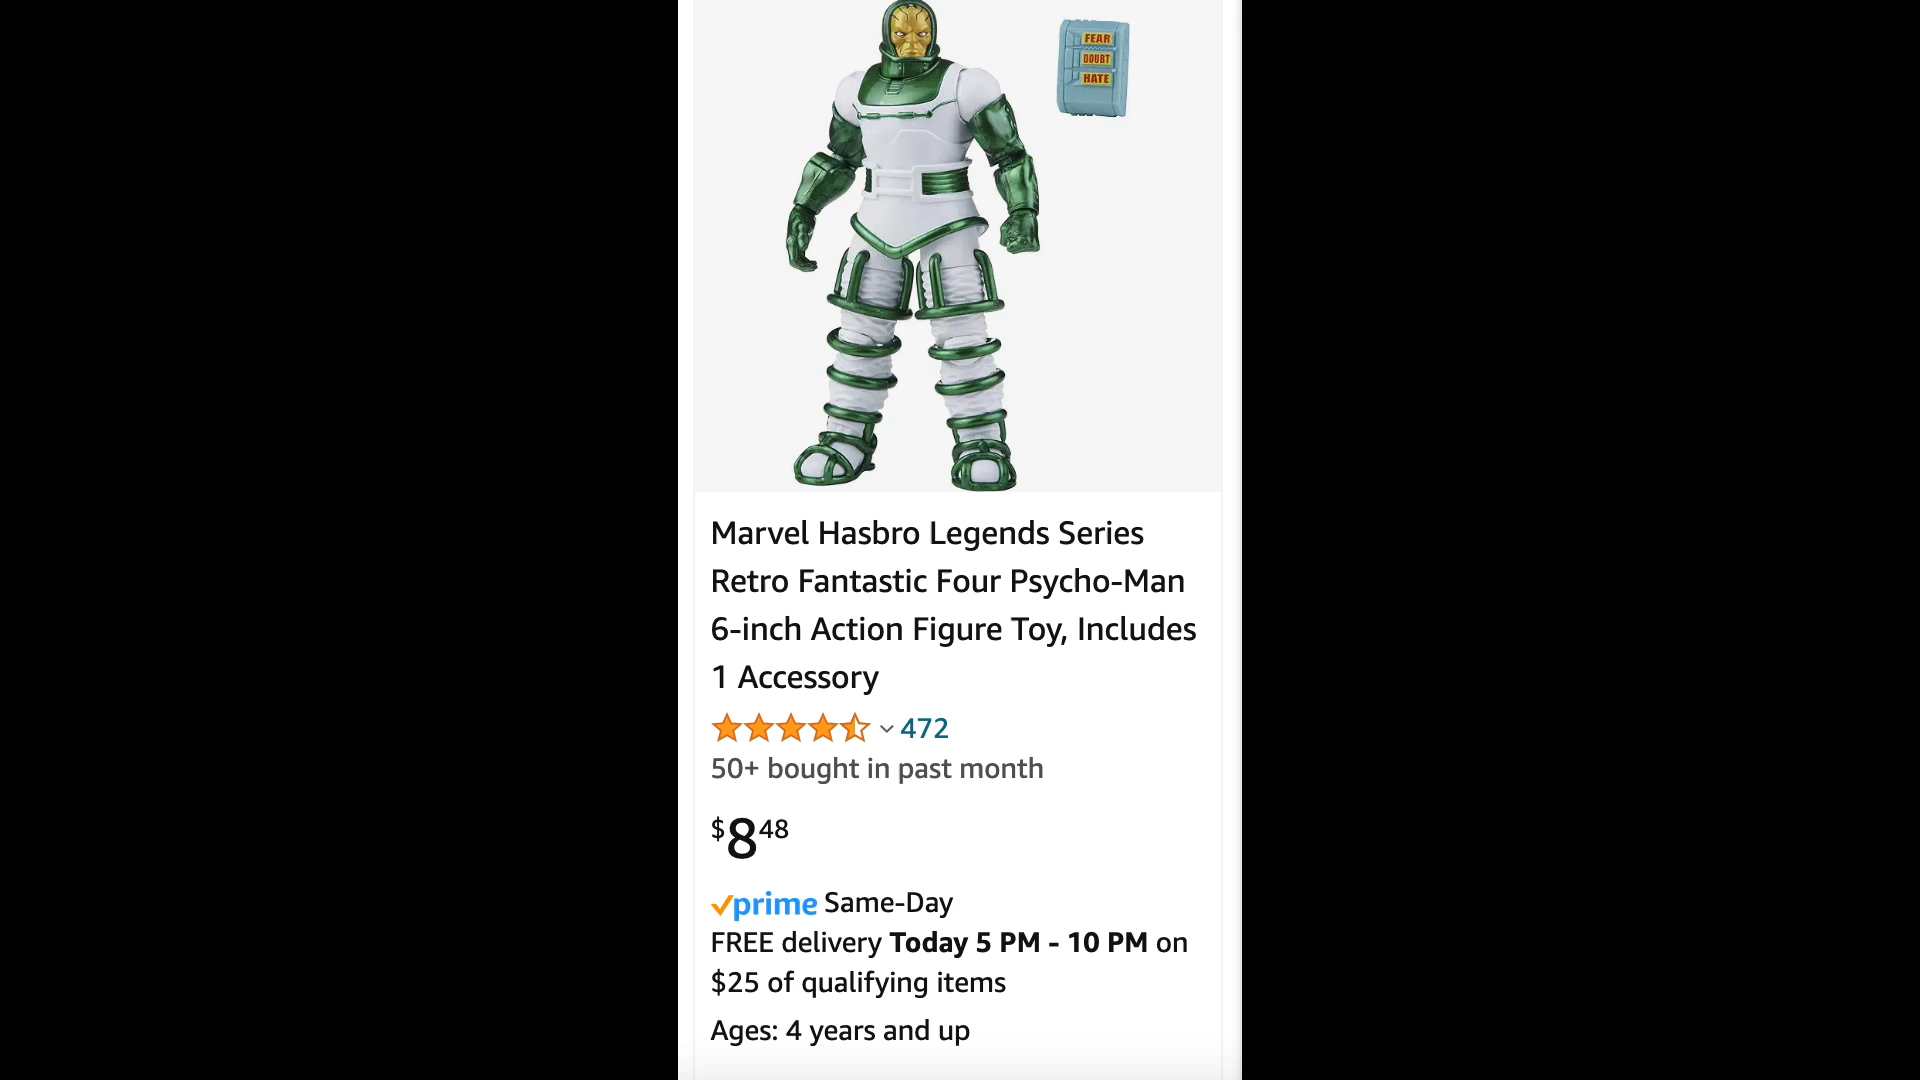 FEAR
DOUBT
HATE
Marvel Hasbro Legends Series
Retro Fantastic Four Psycho-Man
6-inch Action Figure Toy, Includes
1 Accessory
472
50+ bought in past month
$8 48
prime Same-Day
FREE delivery Today 5 PM - 10 PM on
$25 of qualifying items
Ages: 4 years and up